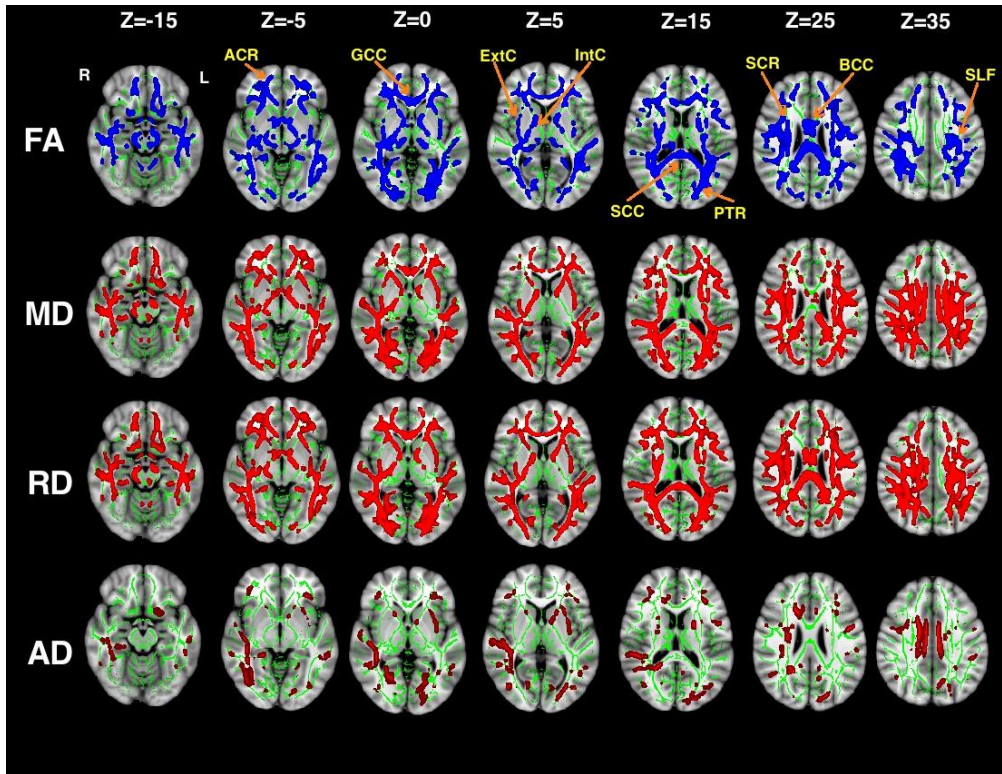 Z=-15 Z=-5 Z=0 Z=5 Z=15 Z=25 Z=35
ACR GCC ExtC IntC SCR BCC SLF
R L
FA
SCC PTR
MD
RD
AD